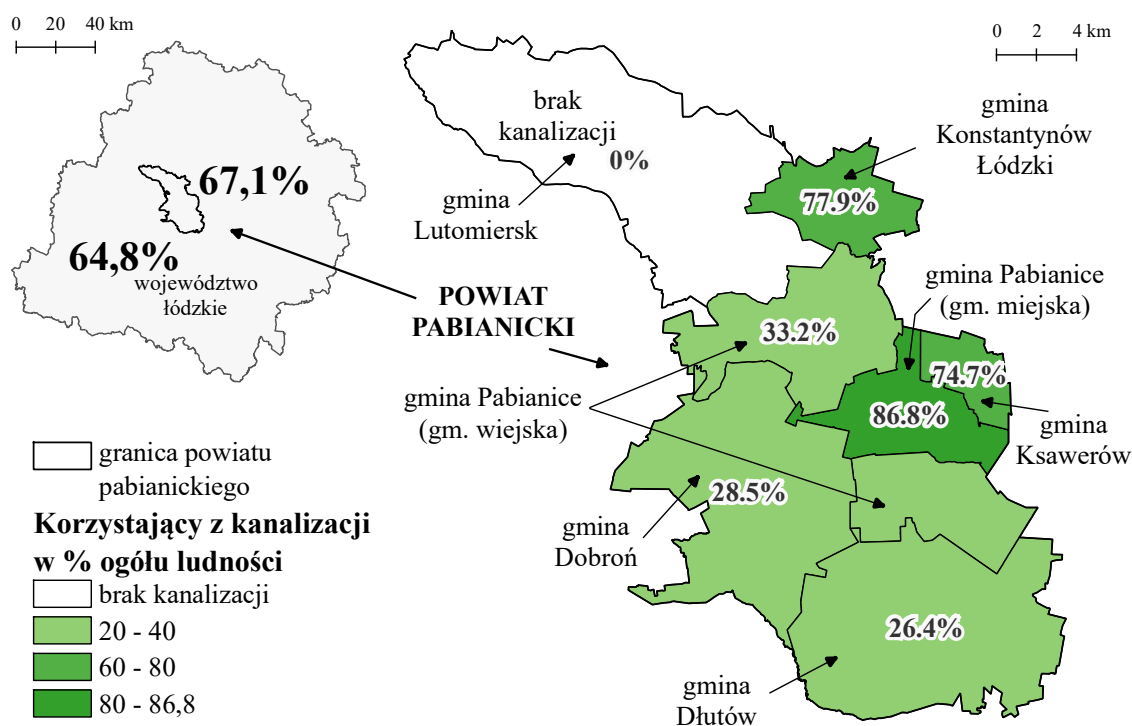 0 20 40 km
67,1%
64,8%
województwo
łódzkie
0 2 4 km
brak
kanalizacji
0%
gmina
Lutomiersk
gmina
Konstantynów
Łódzki
77.9%
POWIAT
PABIANICKI
gmina Pabianice
(gm. miejska)
33.2%
74.7%
gmina Pabianice
(gm. wiejska)
86.8%
gmina
Ksawerów
28.5%
gmina
Dobroń
26.4%
gmina
Dłutów
granica powiatu
pabianickiego
Korzystający z kanalizacji
w % ogółu ludności
brak kanalizacji
20 - 40
60 - 80
80 - 86,8